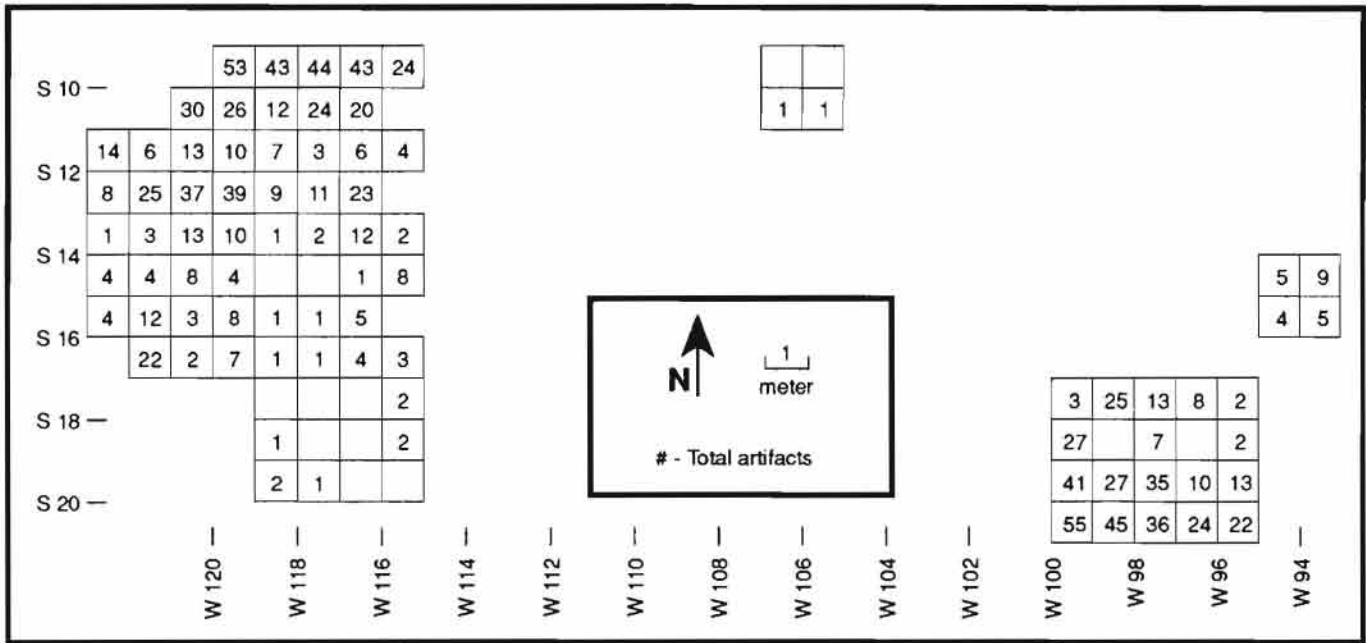 53 43 44 43 24
S 10
30 26 12 24 20 1 1
14 6 13 10 7 3 6 4
S 12
8 25 37 39 9 11 23
1 3 13 10 1 2 12 2
S 14
4 4 8 4 1 8 5 9
4 12 3 8 1 1 5 4 5
S 16
22 2 7 1 1 4 3
N
1
meter
2 3 25 13 8 2
S 18
1 2 27 7 2
# - Total artifacts
2 1 41 27 35 10 13
S 20
55 45 36 24 22
W 120 W 118 W 116 W 114 W 112 W 110 W 108 W 106 W 104 W 102 W 100 W 98 W 96 W 94